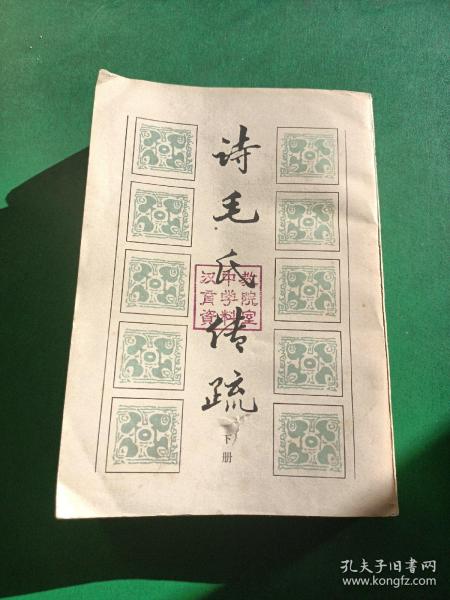 诗毛氏传疏
下册
汉中教
育学院
资料室
孔夫子旧书网
www.kongfz.com